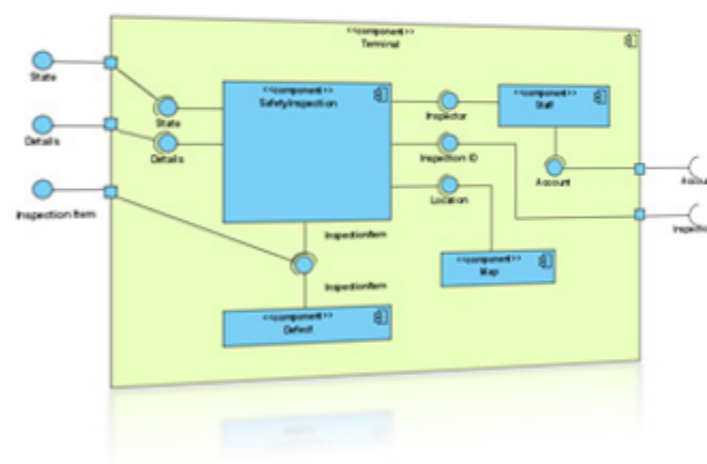 <<component>>
Terminal
State
<<component>>
SafetyInspection
State
Inspector
<<component>>
Staff
Details
Details
Inspection ID
Account
Location
Inspection Item
InspectionItem
<<component>>
Map
InspectionItem
<<component>>